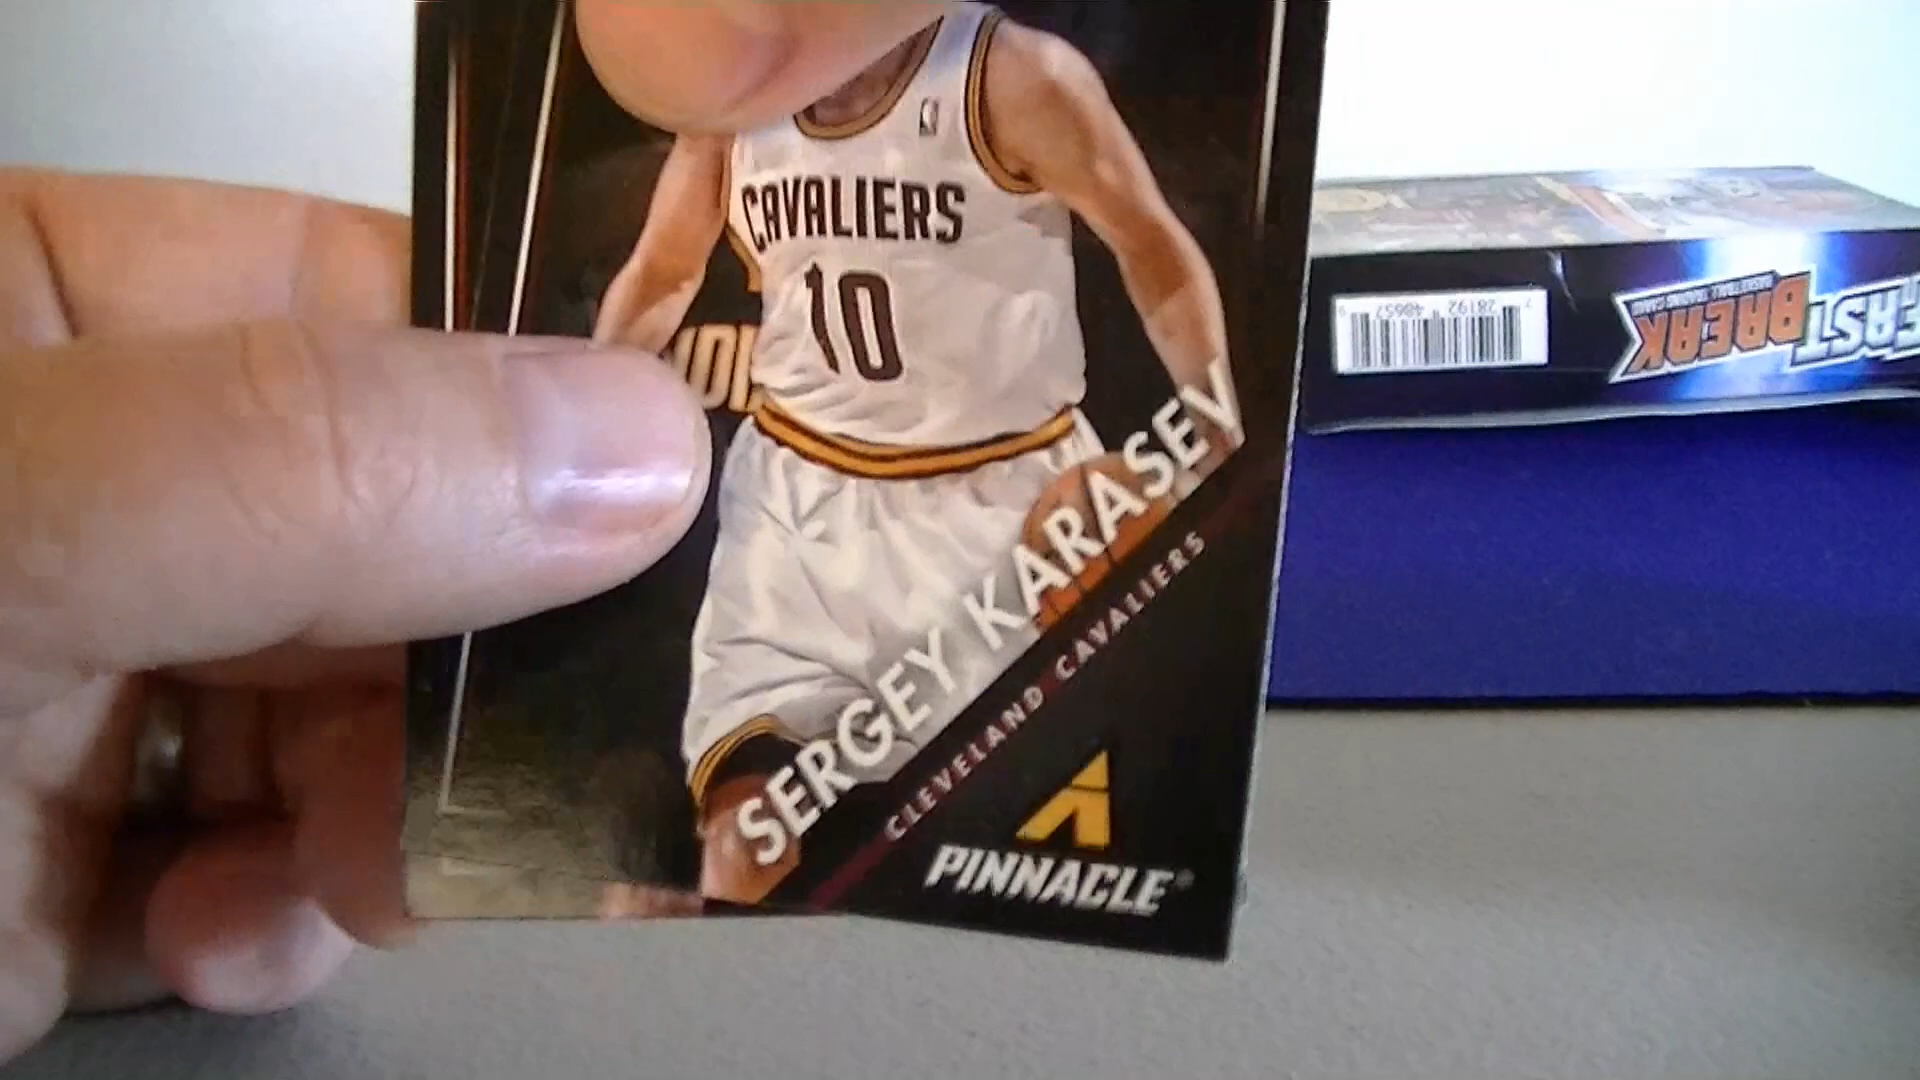 CAVALIERS
10
SERGEY KARASEV
CLEVELAND CAVALIERS
PINNACLE®
FAST
BREAK
BASKETBALL TRADING CARDS